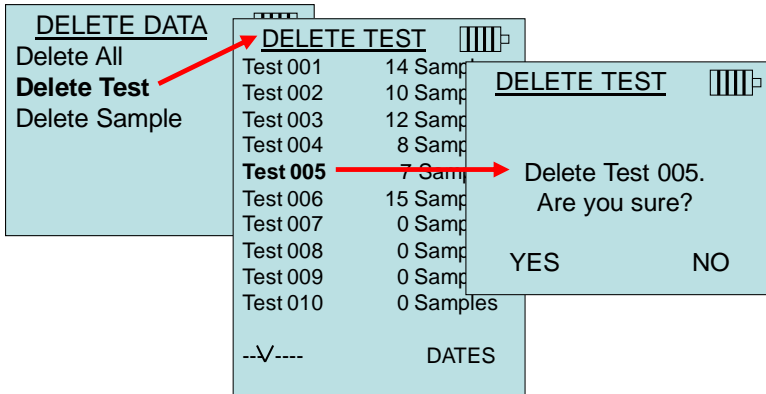 DELETE DATA
Delete All
Delete Test
Delete Sample
DELETE TEST
Test 001 14 Samp
Test 002 10 Samp
Test 003 12 Samp
Test 004 8 Samp
Test 005 7 Samp
Test 006 15 Samp
Test 007 0 Samp
Test 008 0 Samp
Test 009 0 Samp
Test 010 0 Samples
--\/---- DATES
DELETE TEST
Delete Test 005.
Are you sure?
YES NO